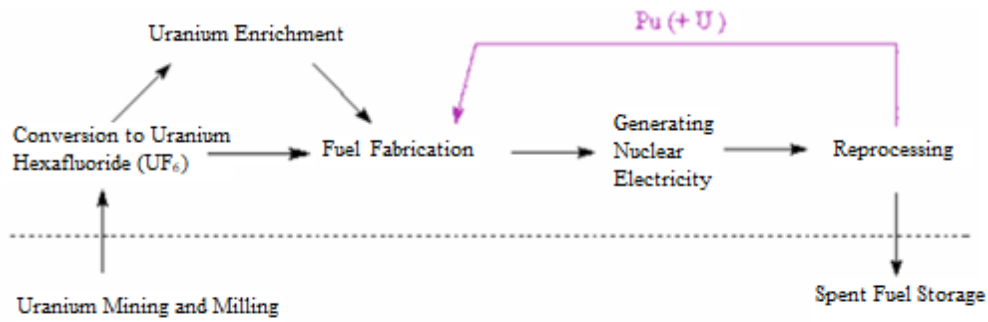 Pu (+ U )
Uranium Enrichment
Conversion to Uranium
Hexafluoride (UF₆)
Fuel Fabrication
Generating
Nuclear
Electricity
Reprocessing
Uranium Mining and Milling
Spent Fuel Storage